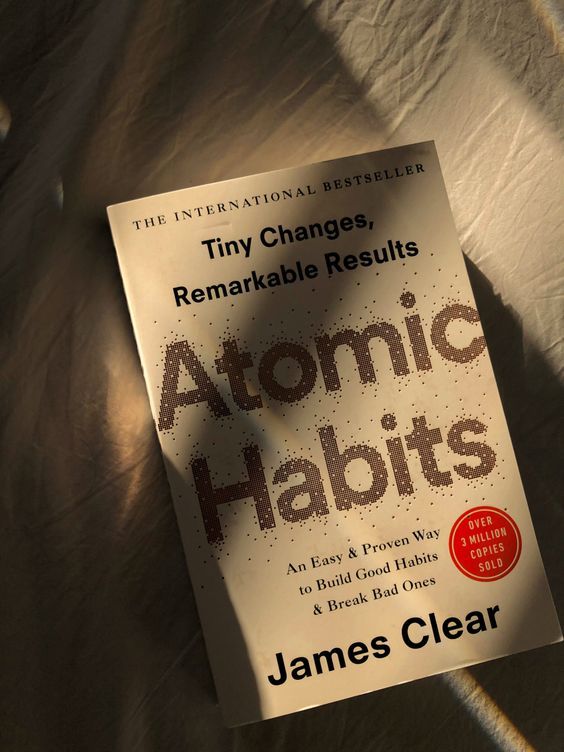 THE INTERNATIONAL BESTSELLER
Tiny Changes,
Remarkable Results
Atomic
Habits
An Easy & Proven Way
to Build Good Habits
& Break Bad Ones
OVER
3 MILLION
COPIES
SOLD
James Clear